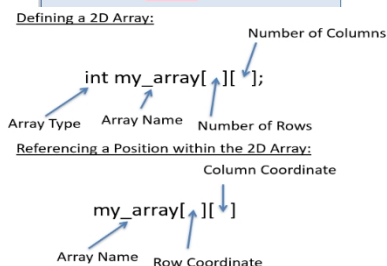 Defining a 2D Array:
Number of Columns
int my_array[ ][ ];
Array Type
Array Name
Number of Rows
Referencing a Position within the 2D Array:
Column Coordinate
my_array[ ][ ]
Array Name
Row Coordinate